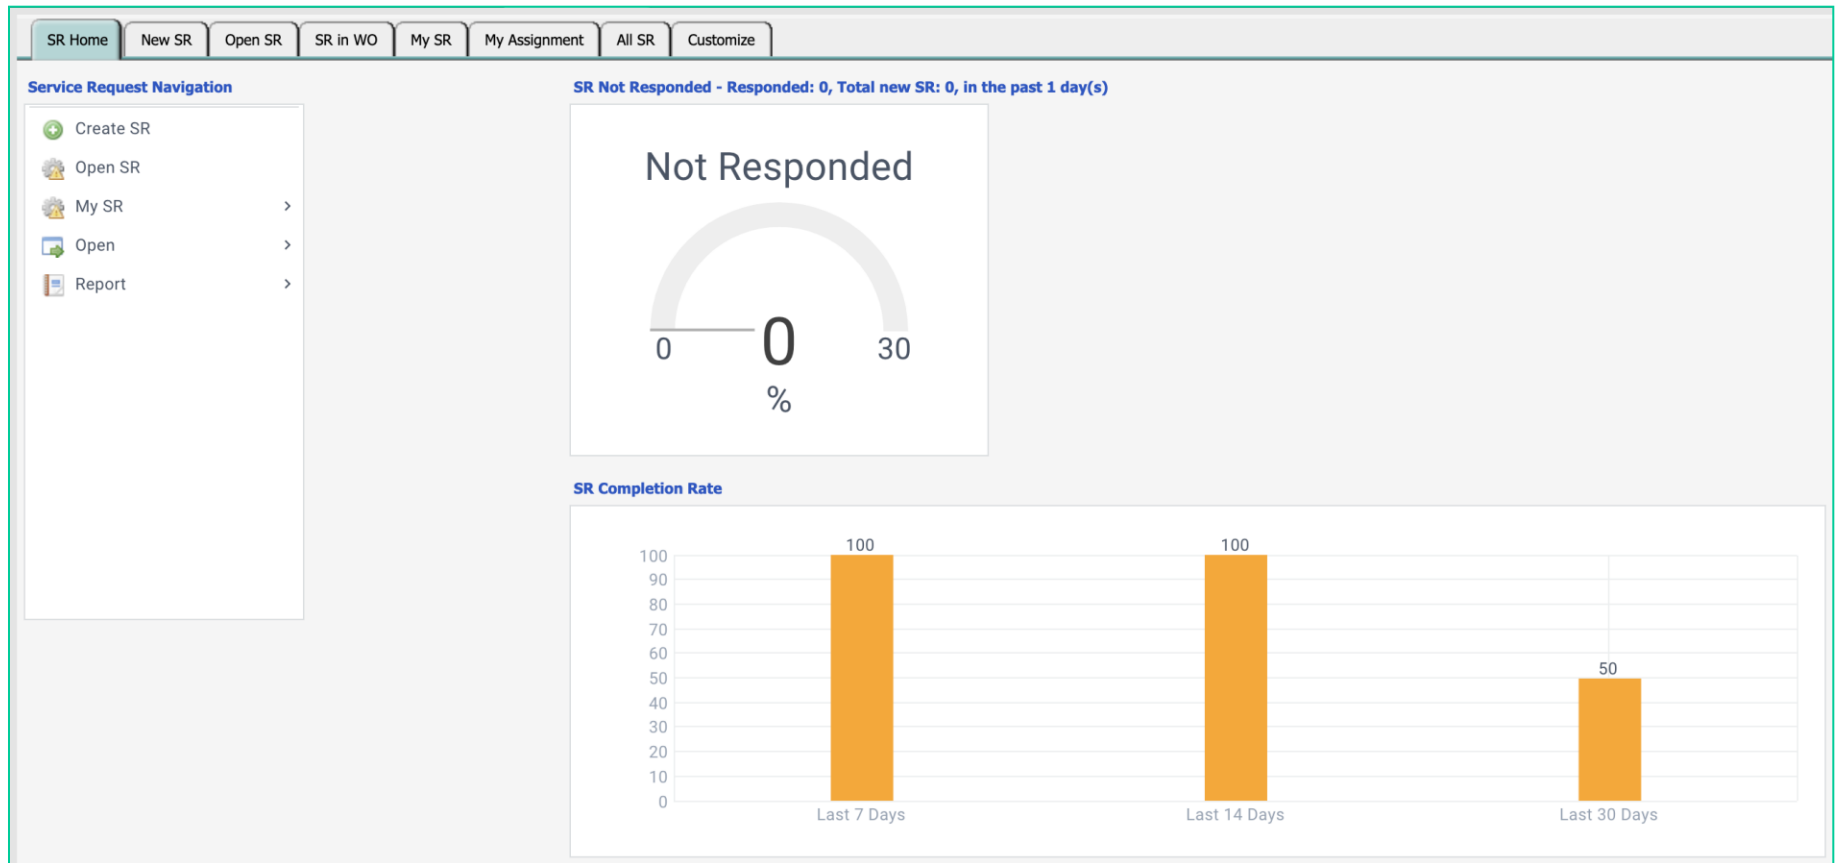 SR Home
New SR
Open SR
SR in WO
My SR
My Assignment
All SR
Customize
Service Request Navigation
Create SR
Open SR
My SR
Open
Report
SR Not Responded - Responded: 0, Total new SR: 0, in the past 1 day(s)
Not Responded
0
0
30
%
SR Completion Rate
100
90
80
70
60
50
40
30
20
10
0
100
100
50
Last 7 Days
Last 14 Days
Last 30 Days